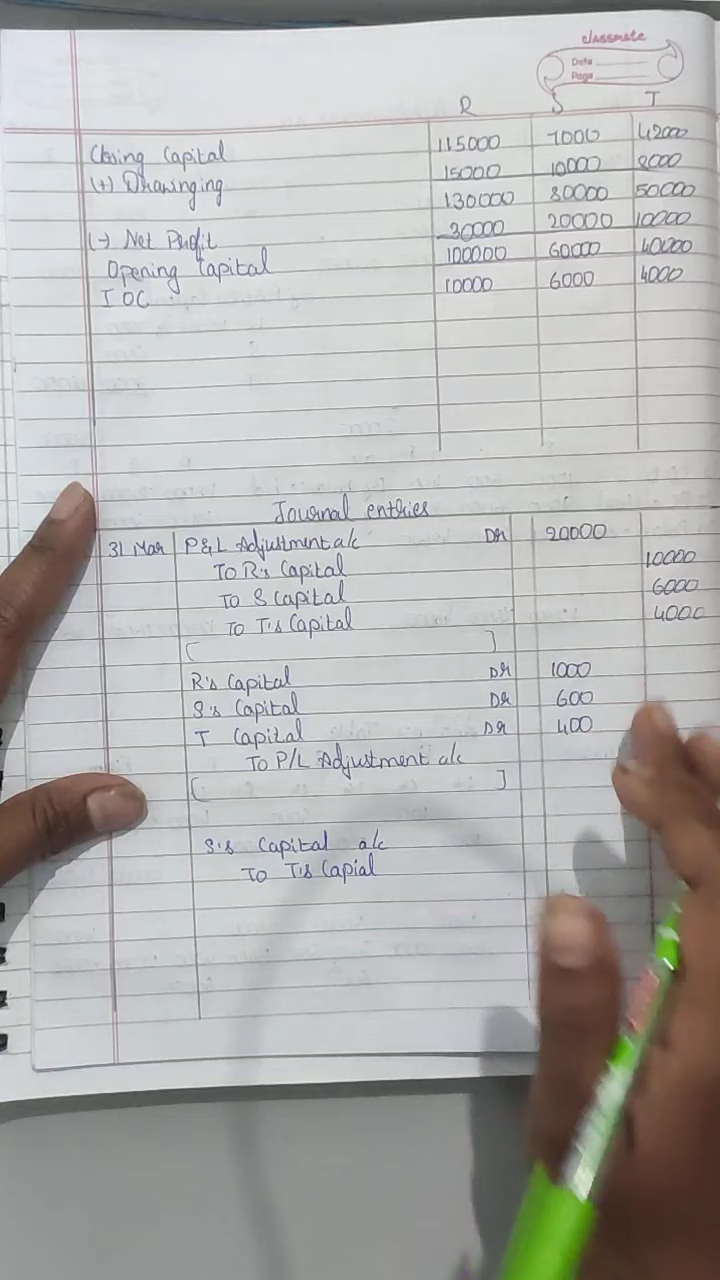 classmate
Date
Page
R S T
Closing Capital 115000 7000 42000
(+) Drawinging 15000 10000 8000
130000 80000 50000
(-) Net Profit 30000 20000 10000
Opening Capital 100000 60000 40000
IOC 10000 6000 4000
Journal entries
31 Mar P&L Adjustment a/c Dr 20000
To R's Capital 10000
To S Capital 6000
To T's Capital 4000
[ ]
R's Capital Dr 1000
S's Capital Dr 600
T Capital Dr 400
To P/L Adjustment a/c
[ ]
S's Capital a/c
To T's Capial